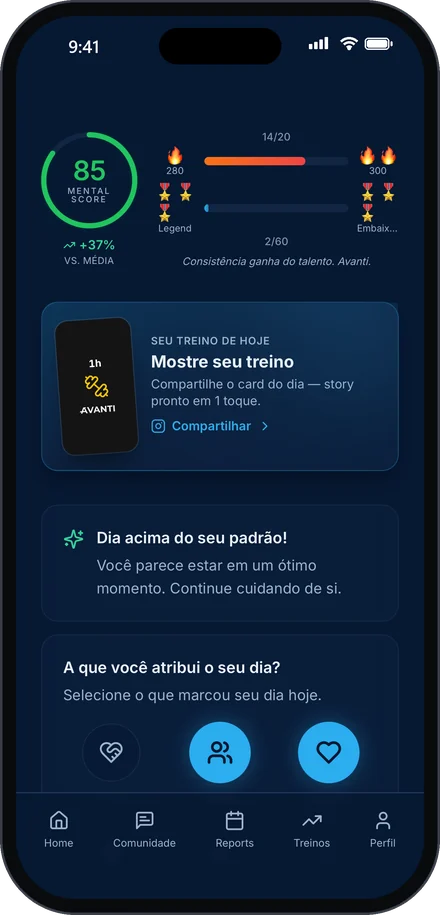 9:41
14/20
280
300
85
MENTAL
SCORE
Legend
Embaix...
+37%
VS. MÉDIA
2/60
Consistência ganha do talento. Avanti.
SEU TREINO DE HOJE
Mostre seu treino
Compartilhe o card do dia — story
pronto em 1 toque.
Compartilhar
1h
AVANTI
Dia acima do seu padrão!
Você parece estar em um ótimo
momento. Continue cuidando de si.
A que você atribui o seu dia?
Selecione o que marcou seu dia hoje.
Home
Comunidade
Reports
Treinos
Perfil